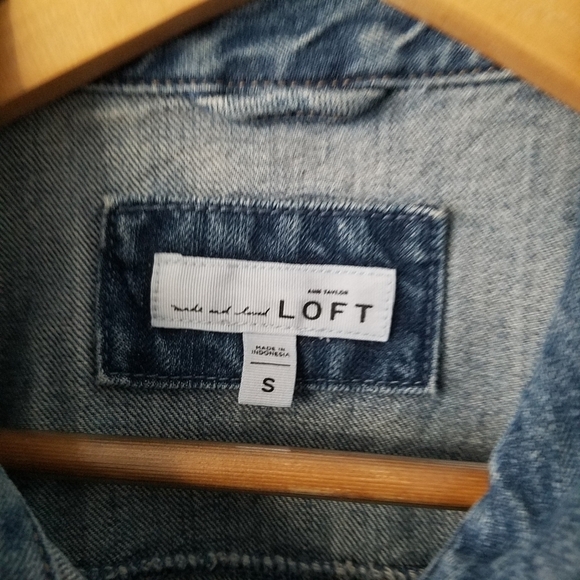 ANN TAYLOR
made and loved LOFT
MADE IN
INDONESIA
S